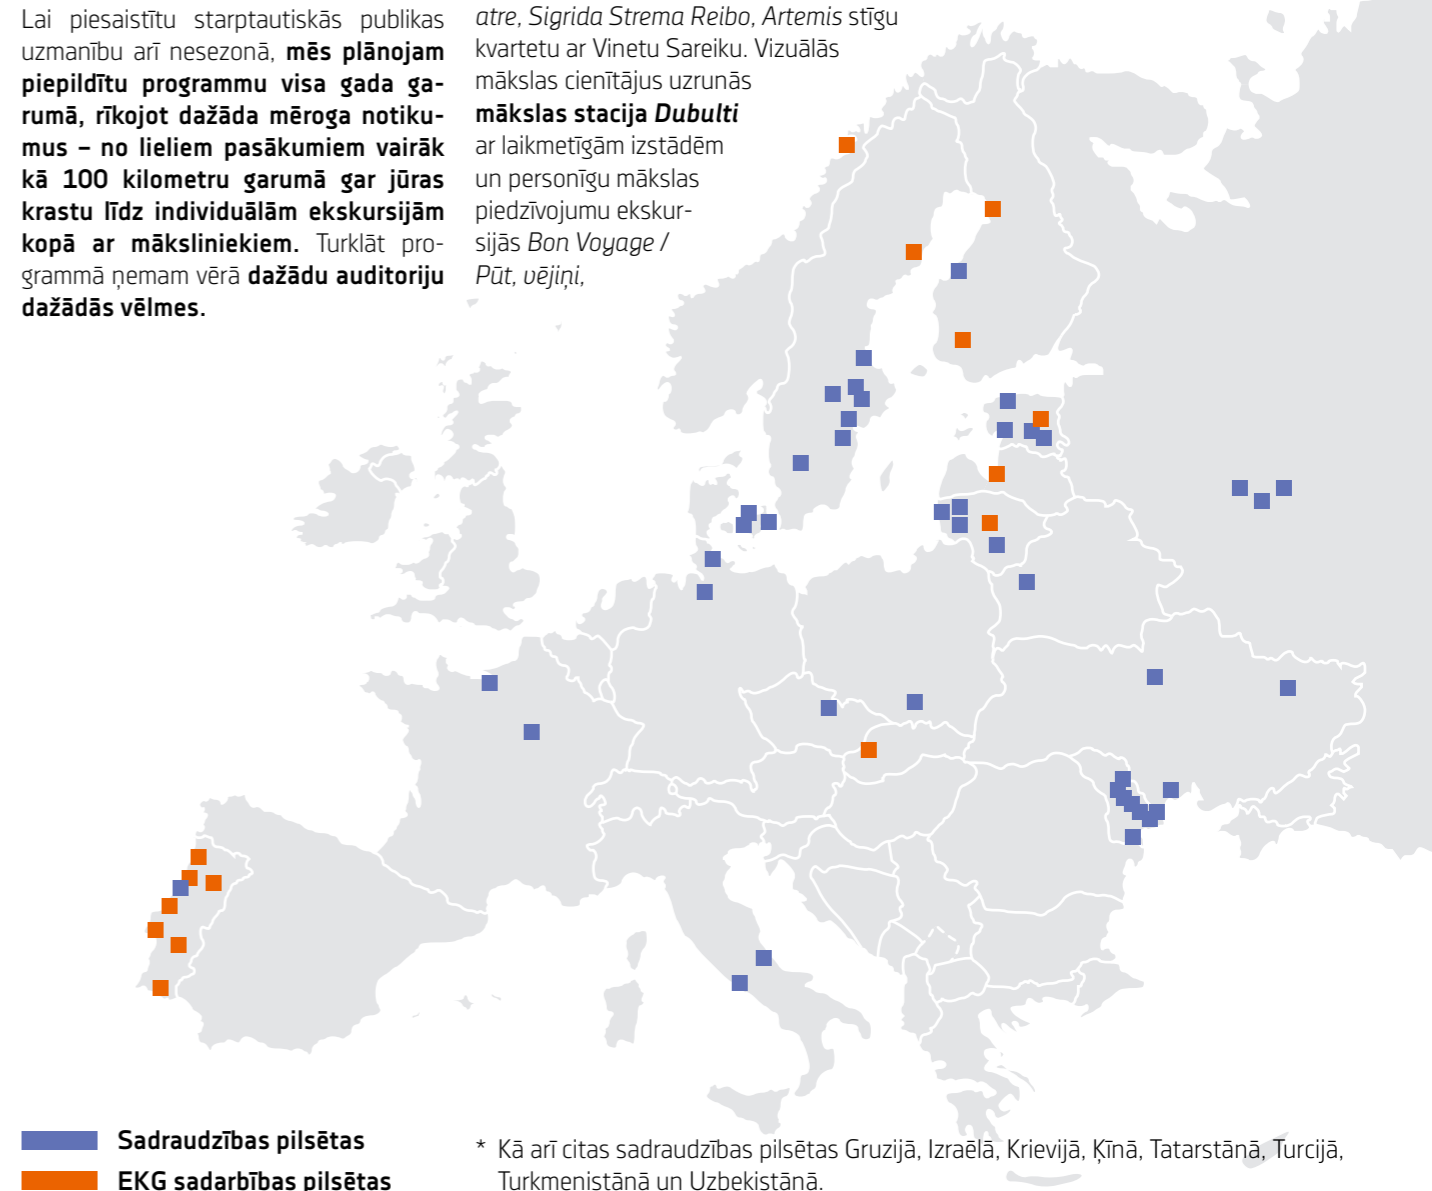 Lai piesaistītu starptautiskās publikas
uzmanību arī nesezonā, mēs plānojam
piepildītu programmu visa gada ga-
rumā, rīkojot dažāda mēroga notiku-
mus – no lieliem pasākumiem vairāk
kā 100 kilometru garumā gar jūras
krastu līdz individuālām ekskursijām
kopā ar māksliniekiem. Turklāt pro-
grammā ņemam vērā dažādu auditoriju
dažādās vēlmes.
atre, Sigrida Strema Reibo, Artemis stīgu
kvartetu ar Vinetu Sareiku. Vizuālās
mākslas cienītājus uzrunās
mākslas stacija Dubulti
ar laikmetīgām izstādēm
un personīgu mākslas
piedzīvojumu ekskur-
sijās Bon Voyage /
Pūt, vējiņi,
Sadraudzības pilsētas
EKG sadarbības pilsētas
* Kā arī citas sadraudzības pilsētas Gruzijā, Izraēlā, Krievijā, Ķīnā, Tatarstānā, Turcijā,
Turkmenistānā un Uzbekistānā.